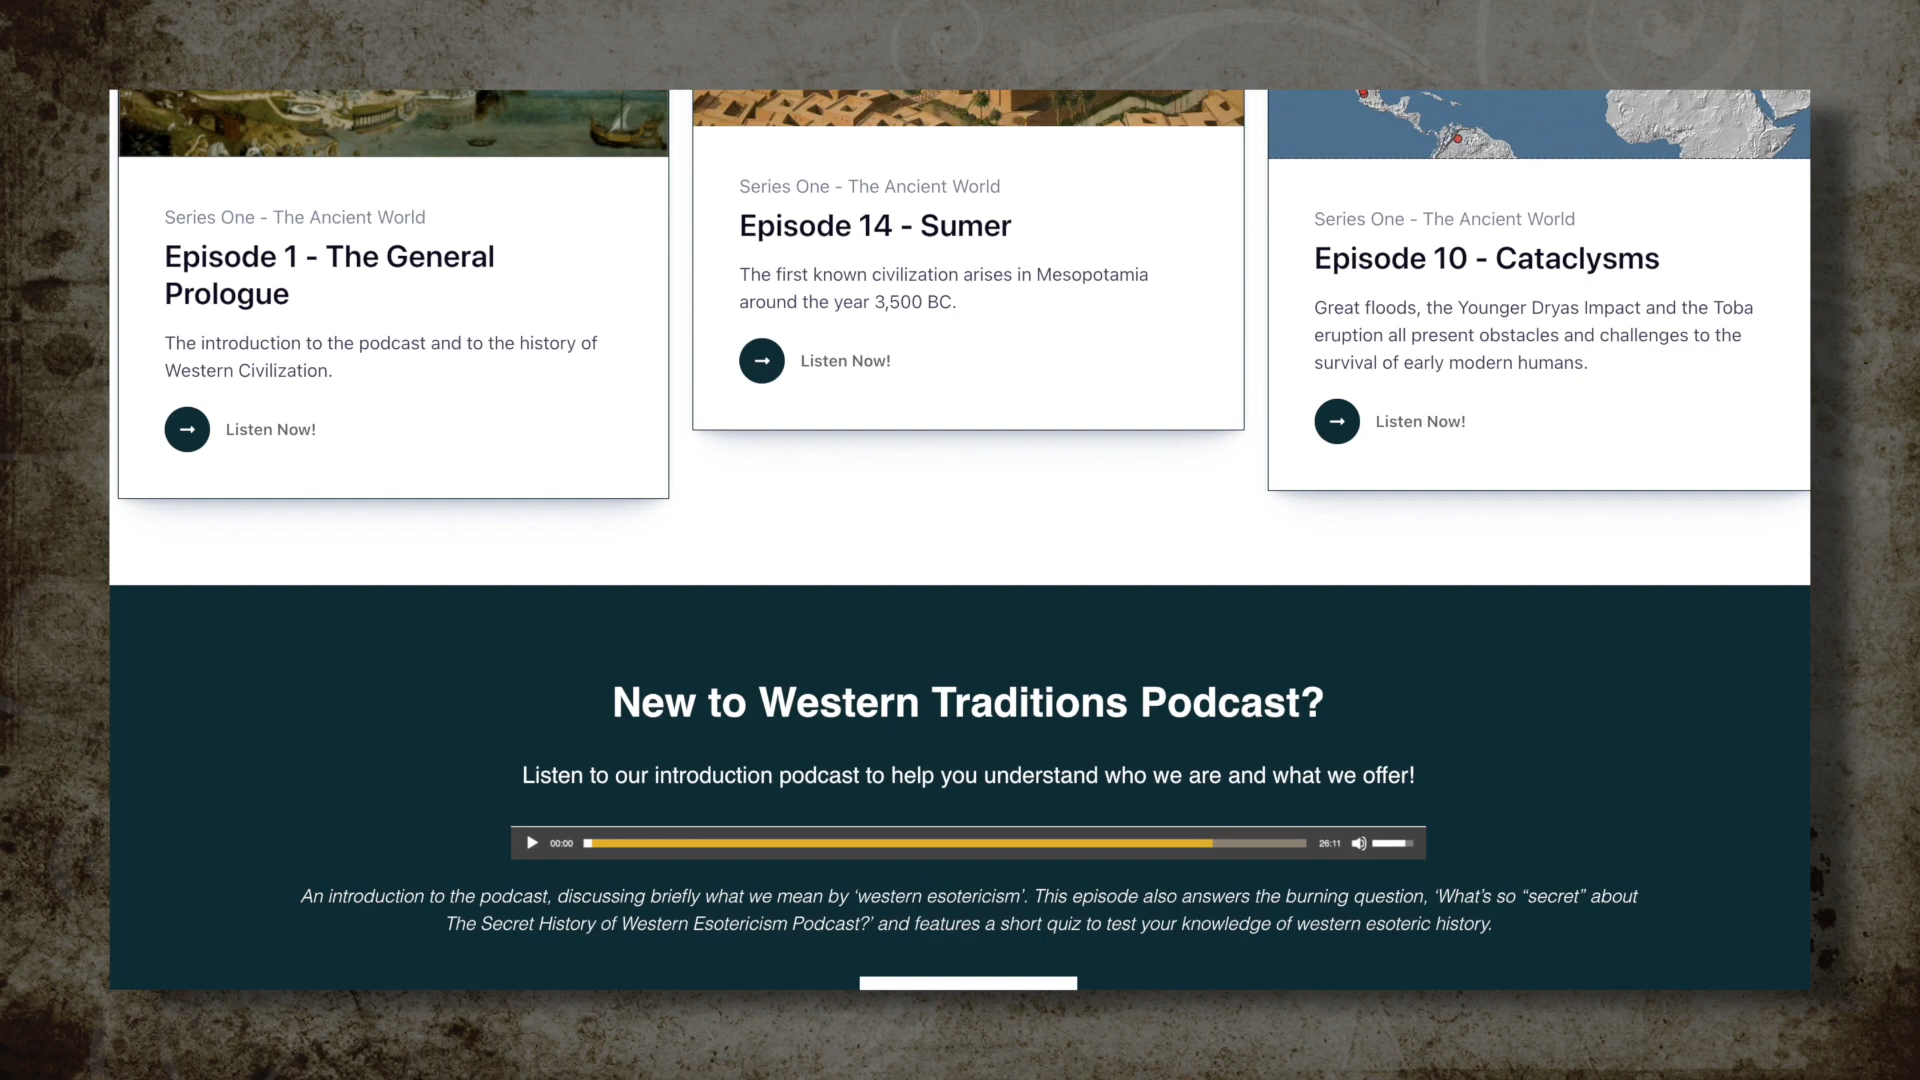 Series One - The Ancient World
Episode 1 - The General
Prologue
The introduction to the podcast and to the history of
Western Civilization.
Listen Now!
Series One - The Ancient World
Episode 14 - Sumer
The first known civilization arises in Mesopotamia
around the year 3,500 BC.
Listen Now!
Series One - The Ancient World
Episode 10 - Cataclysms
Great floods, the Younger Dryas Impact and the Toba
eruption all present obstacles and challenges to the
survival of early modern humans.
Listen Now!
New to Western Traditions Podcast?
Listen to our introduction podcast to help you understand who we are and what we offer!
00:00 26:11
An introduction to the podcast, discussing briefly what we mean by ‘western esotericism’. This episode also answers the burning question, ‘What’s so “secret” about
The Secret History of Western Esotericism Podcast?’ and features a short quiz to test your knowledge of western esoteric history.